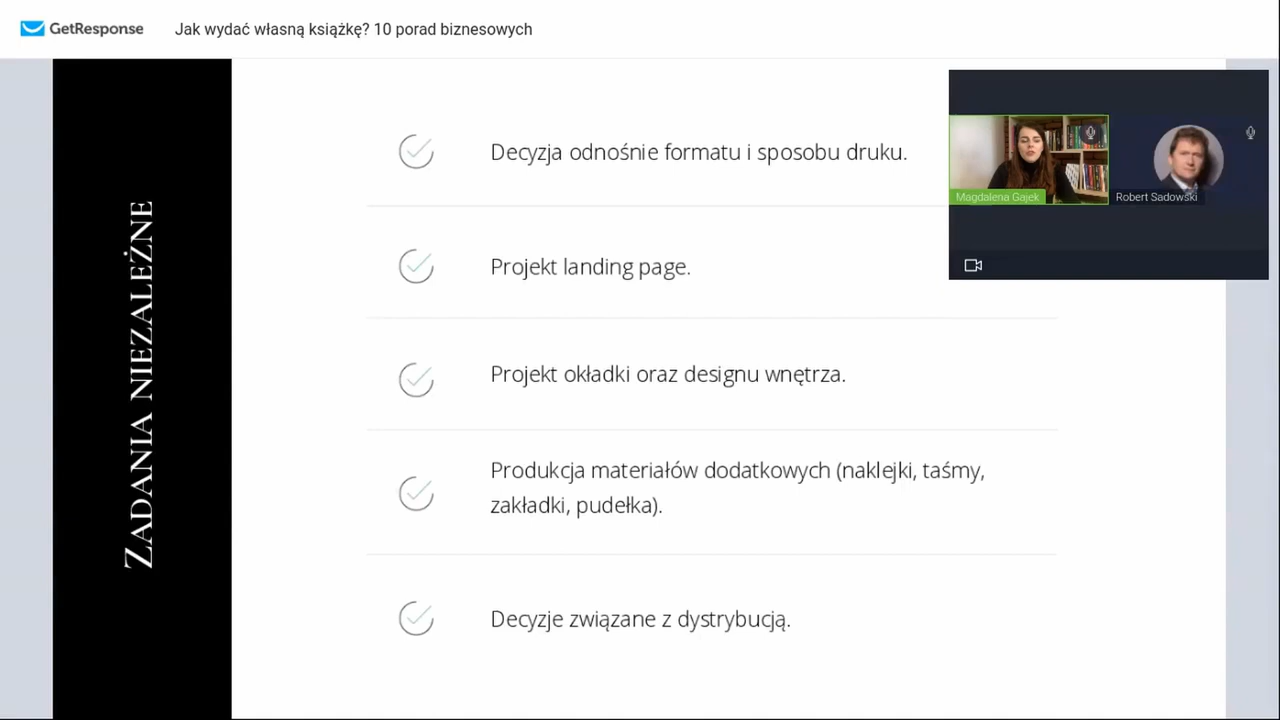 GetResponse
Jak wydać własną książkę? 10 porad biznesowych
ZADANIA NIEZALEŻNE
Decyzja odnośnie formatu i sposobu druku.
Projekt landing page.
Projekt okładki oraz designu wnętrza.
Produkcja materiałów dodatkowych (naklejki, taśmy,
zakładki, pudełka).
Decyzje związane z dystrybucją.
Magdalena Gajek
Robert Sadowski